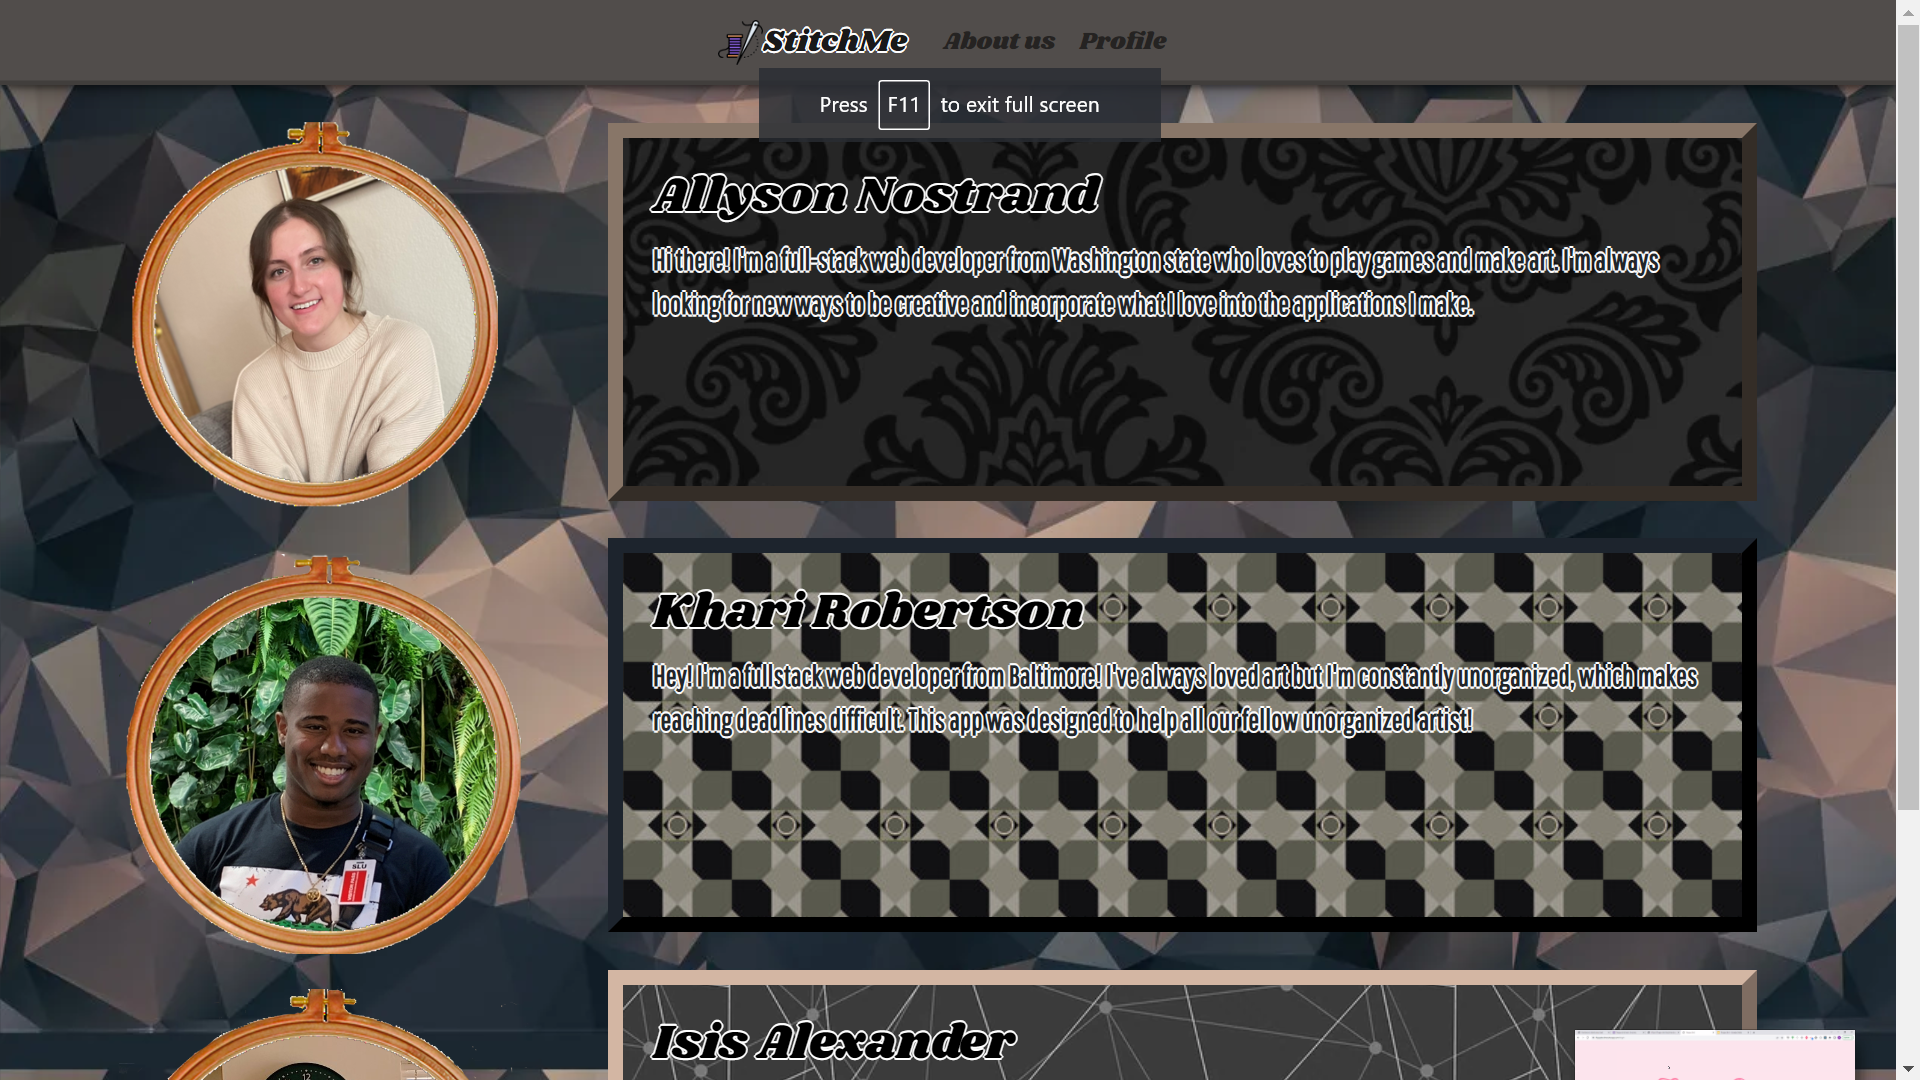 StitchMe About us Profile
Press F11 to exit full screen
Allyson Nostrand
Hi there! I'm a full-stack web developer from Washington state who loves to play games and make art. I'm always
looking for new ways to be creative and incorporate what I love into the applications I make.
Khari Robertson
Hey! I'm a fullstack web developer from Baltimore! I've always loved art but I'm constantly unorganized, which makes
reaching deadlines difficult. This app was designed to help all our fellow unorganized artist!
SLU
Isis Alexander
12